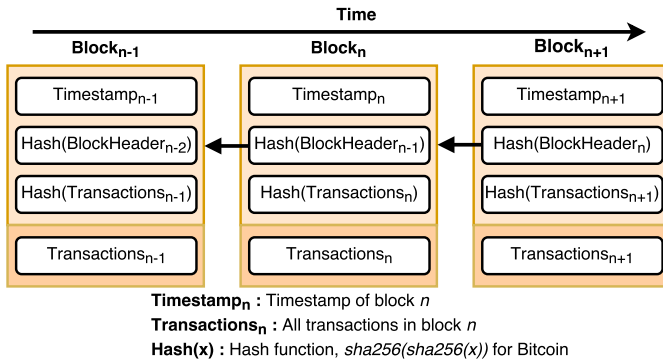 Time
Block n-1 Block n Block n+1
Timestamp n-1 Timestamp n Timestamp n+1
Hash(BlockHeader n-2) Hash(BlockHeader n-1) Hash(BlockHeader n)
Hash(Transactions n-1) Hash(Transactions n) Hash(Transactions n+1)
Transactions n-1 Transactions n Transactions n+1
Timestamp n : Timestamp of block n
Transactions n : All transactions in block n
Hash(x) : Hash function, sha256(sha256(x)) for Bitcoin